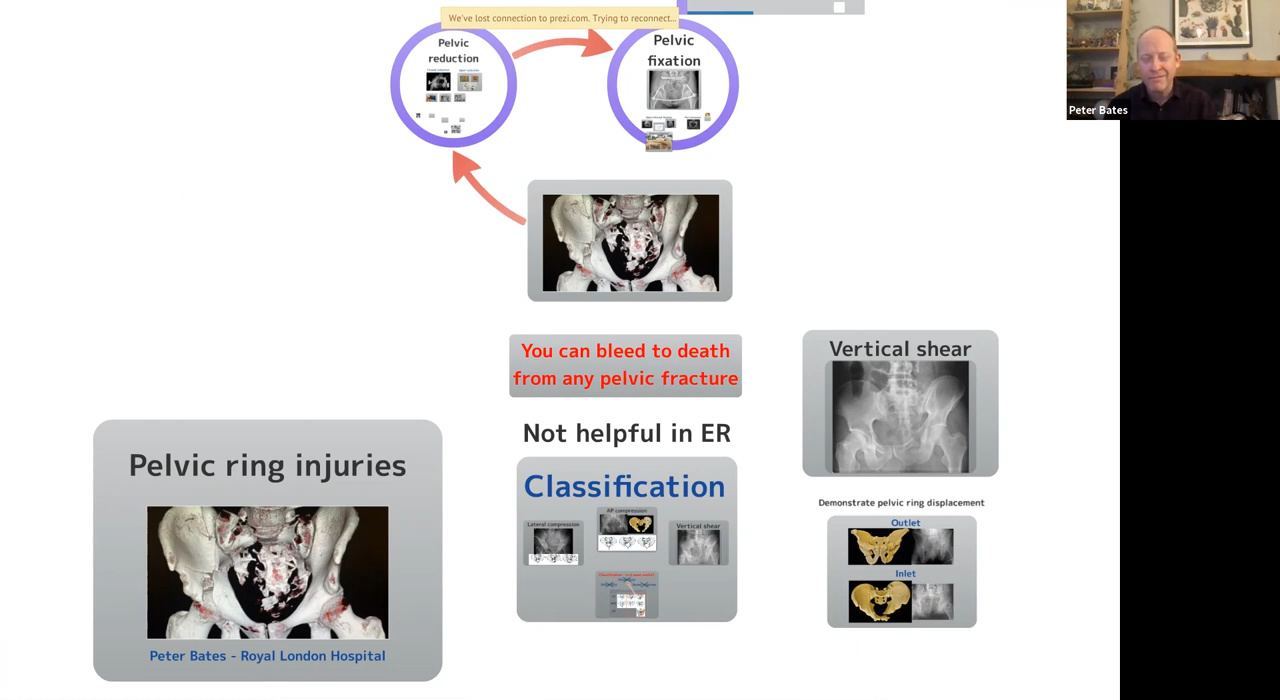 We've lost connection to prezi.com. Trying to reconnect...
Pelvic
reduction
Pelvic
fixation
Peter Bates
You can bleed to death
from any pelvic fracture
Not helpful in ER
Classification
Lateral compression
AP compression
Vertical shear
Vertical shear
Demonstrate pelvic ring displacement
Outlet
Inlet
Pelvic ring injuries
Peter Bates - Royal London Hospital